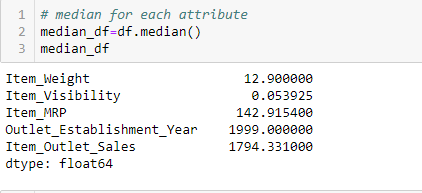 1 # median for each attribute
2 median_df=df.median()
3 median_df
Item_Weight 12.900000
Item_Visibility 0.053925
Item_MRP 142.915400
Outlet_Establishment_Year 1999.000000
Item_Outlet_Sales 1794.331000
dtype: float64